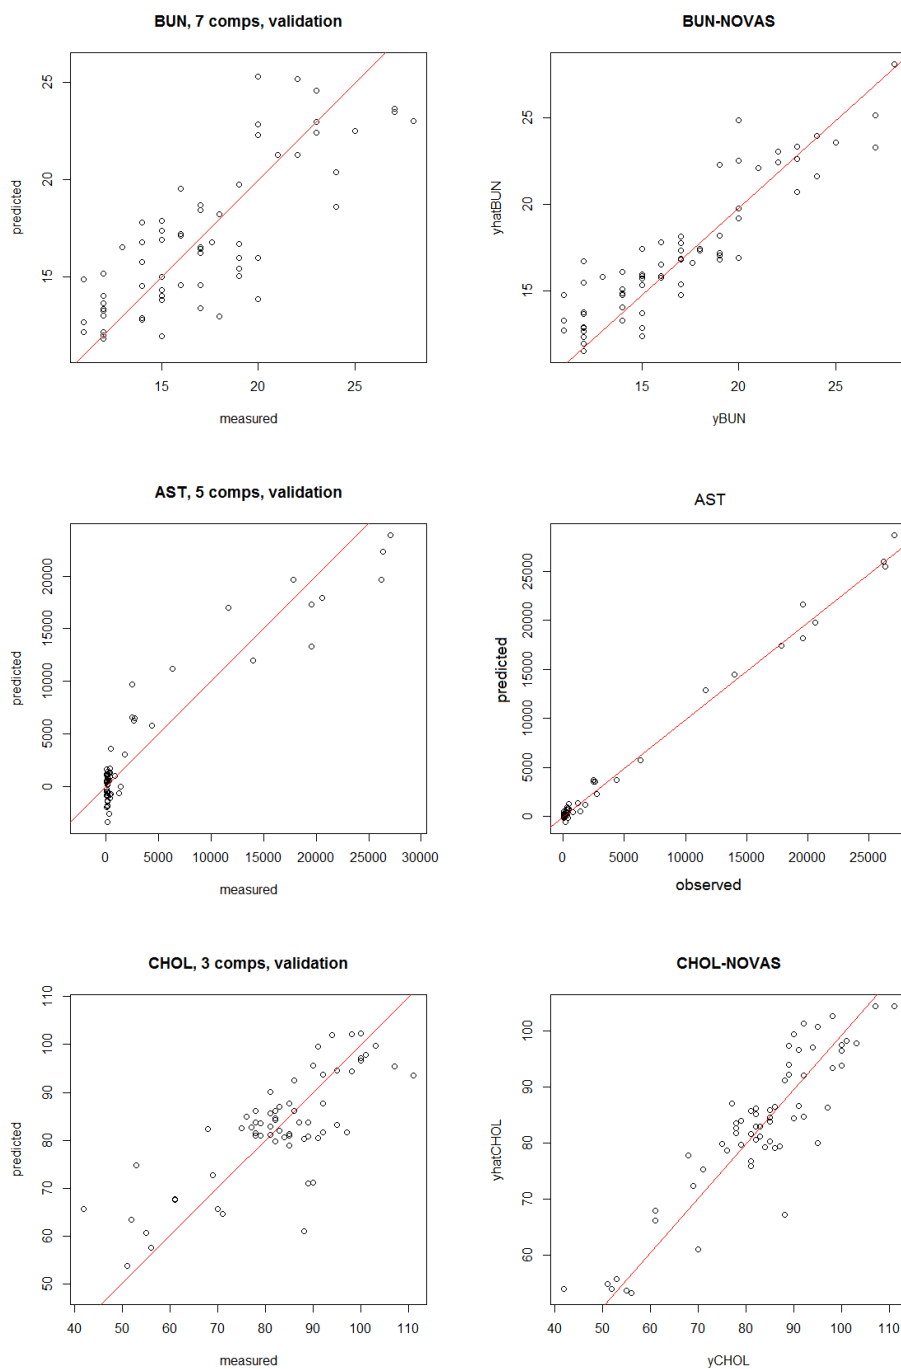 BUN, 7 comps, validation
predicted
25
20
15
15 20 25
measured
BUN-NOVAS
yhatBUN
25
20
15
15 20 25
yBUN
AST, 5 comps, validation
predicted
20000
15000
10000
5000
0
0 5000 10000 15000 20000 25000 30000
measured
AST
predicted
25000
20000
15000
10000
5000
0
0 5000 10000 15000 20000 25000
observed
CHOL, 3 comps, validation
predicted
110
100
90
80
70
60
50
40 50 60 70 80 90 100 110
measured
CHOL-NOVAS
yhatCHOL
100
90
80
70
60
40 50 60 70 80 90 100 110
yCHOL